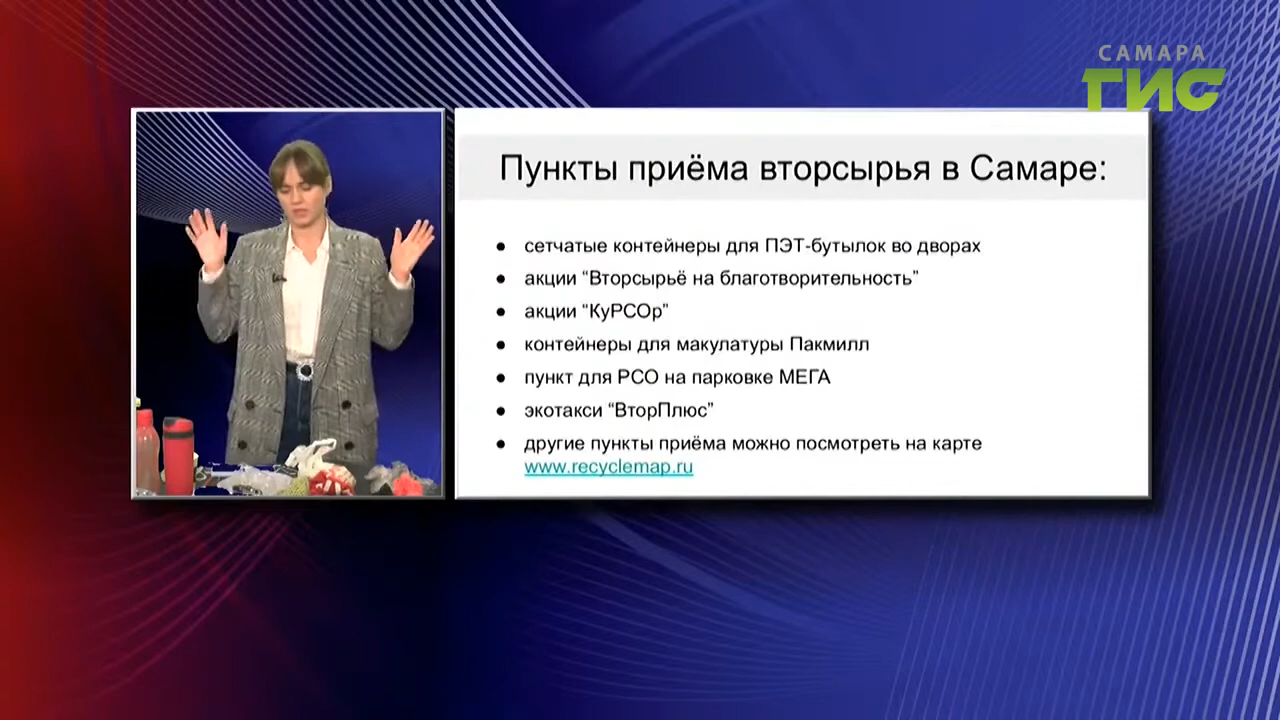 САМАРА
ГИС
Пункты приёма вторсырья в Самаре:
● сетчатые контейнеры для ПЭТ-бутылок во дворах
● акции “Вторсырьё на благотворительность”
● акции “КуРСОр”
● контейнеры для макулатуры Пакмилл
● пункт для РСО на парковке МЕГА
● экотакси “ВторПлюс”
● другие пункты приёма можно посмотреть на карте
www.recyclemap.ru